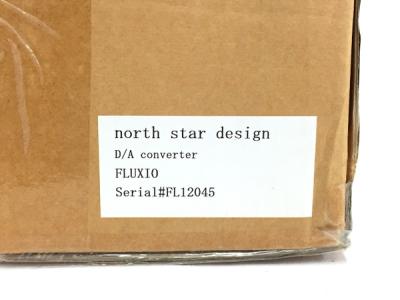 north star design
D/A converter
FLUXIO
Serial#FL12045